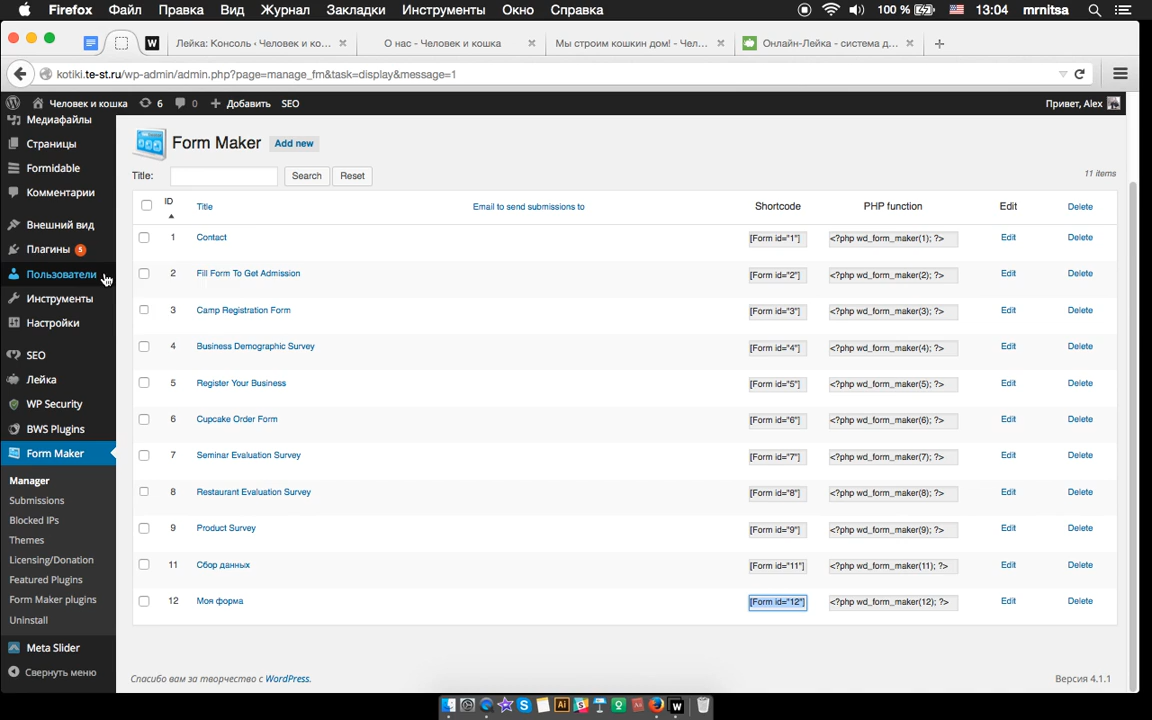 Firefox Файл Правка Вид Журнал Закладки Инструменты Окно Справка 100 % 13:04 mrnitsa
W Лейка: Консоль ‹ Человек и ко... × О нас - Человек и кошка × Мы строим кошкин дом! - Чел... × Онлайн-Лейка - система д... × +
kotiki.te-st.ru/wp-admin/admin.php?page=manage_fm&task=display&message=1
Человек и кошка 6 0 + Добавить SEO Привет, Alex
Медиафайлы
Страницы
Formidable
Комментарии
Внешний вид
Плагины 5
Пользователи
Инструменты
Настройки
SEO
Лейка
WP Security
BWS Plugins
Form Maker
Manager
Submissions
Blocked IPs
Themes
Licensing/Donation
Featured Plugins
Form Maker plugins
Uninstall
Meta Slider
Свернуть меню
Form Maker Add new
Title: Search Reset 11 items
ID Title Email to send submissions to Shortcode PHP function Edit Delete
1 Contact [Form id="1"] <?php wd_form_maker(1); ?> Edit Delete
2 Fill Form To Get Admission [Form id="2"] <?php wd_form_maker(2); ?> Edit Delete
3 Camp Registration Form [Form id="3"] <?php wd_form_maker(3); ?> Edit Delete
4 Business Demographic Survey [Form id="4"] <?php wd_form_maker(4); ?> Edit Delete
5 Register Your Business [Form id="5"] <?php wd_form_maker(5); ?> Edit Delete
6 Cupcake Order Form [Form id="6"] <?php wd_form_maker(6); ?> Edit Delete
7 Seminar Evaluation Survey [Form id="7"] <?php wd_form_maker(7); ?> Edit Delete
8 Restaurant Evaluation Survey [Form id="8"] <?php wd_form_maker(8); ?> Edit Delete
9 Product Survey [Form id="9"] <?php wd_form_maker(9); ?> Edit Delete
11 Сбор данных [Form id="11"] <?php wd_form_maker(11); ?> Edit Delete
12 Моя форма [Form id="12"] <?php wd_form_maker(12); ?> Edit Delete
Спасибо вам за творчество с WordPress. Версия 4.1.1